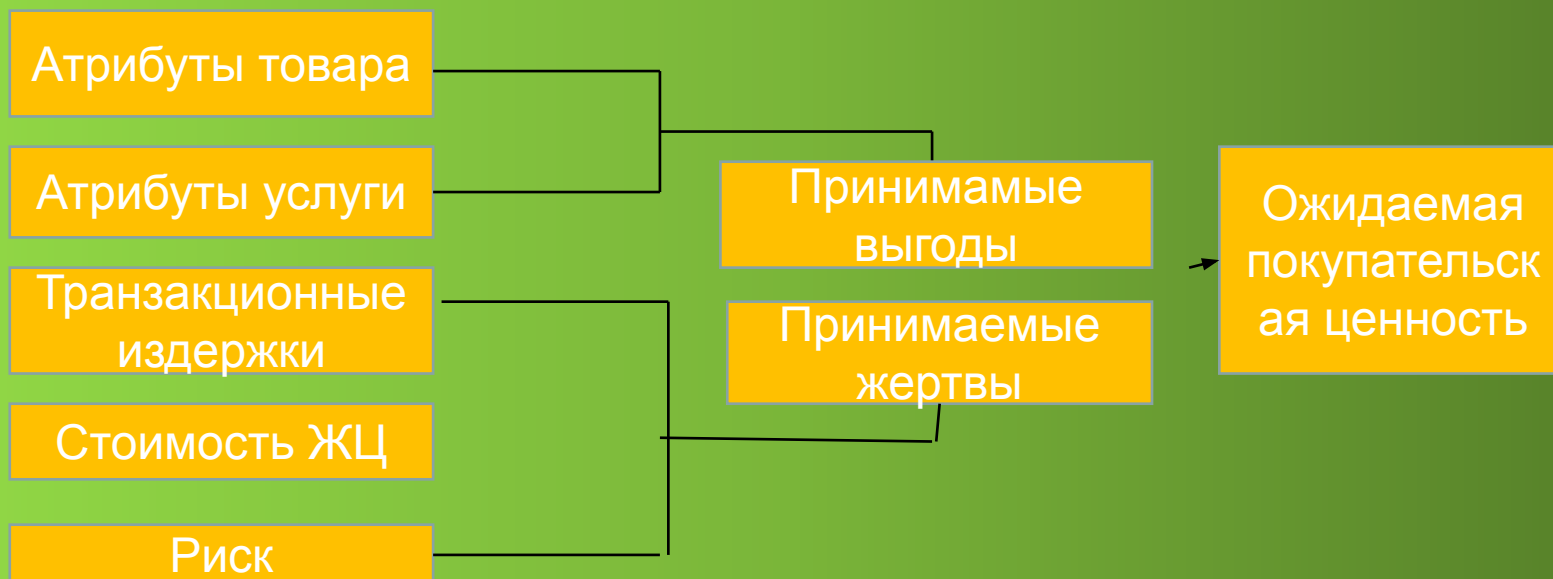 Атрибуты товара
Атрибуты услуги
Транзакционные
издержки
Стоимость ЖЦ
Риск
Принимамые
выгоды
Принимаемые
жертвы
Ожидаемая
покупательск
ая ценность